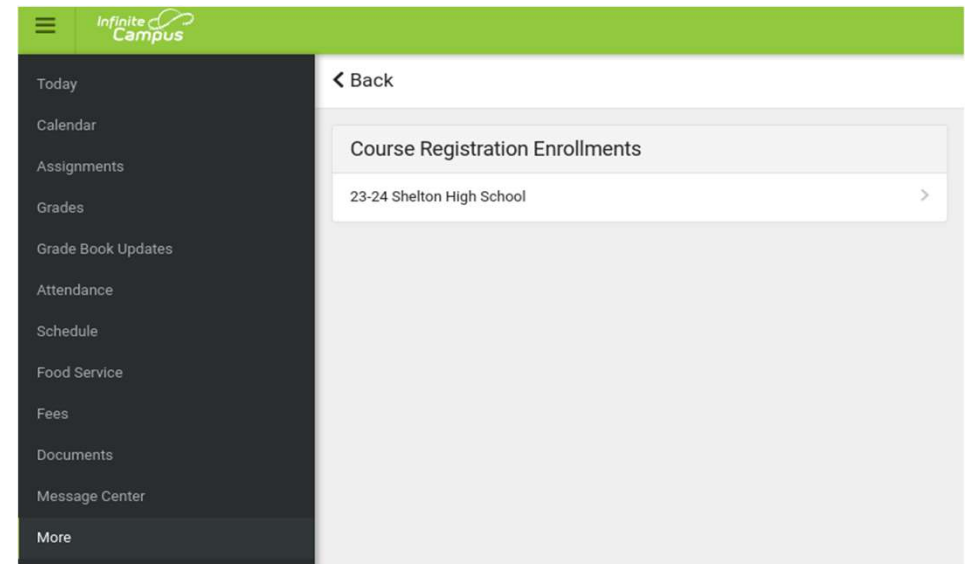 Infinite
Campus
Today
Calendar
Assignments
Grades
Grade Book Updates
Attendance
Schedule
Food Service
Fees
Documents
Message Center
More
Back
Course Registration Enrollments
23-24 Shelton High School